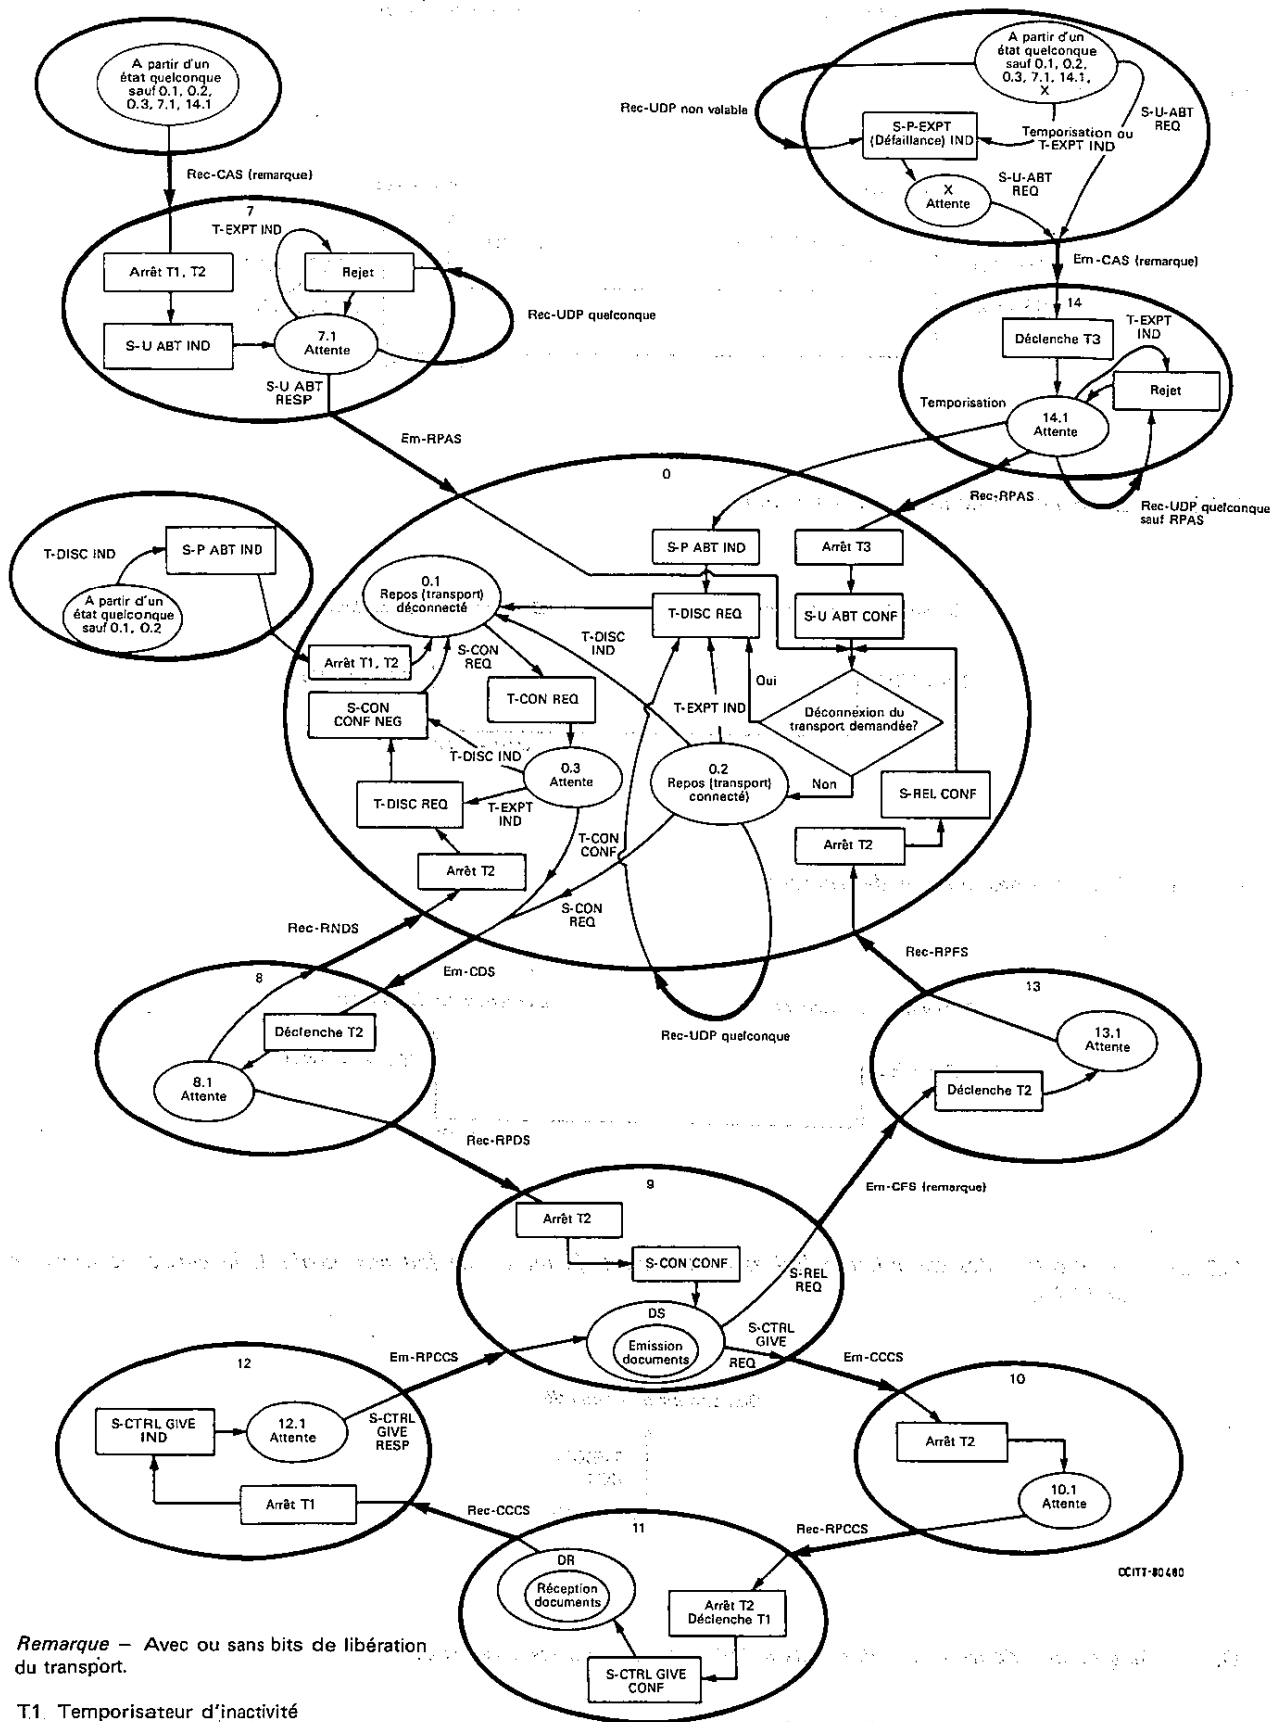 A partir d'un
état quelconque
sauf 0.1, 0.2,
0.3, 7.1, 14.1
Rec-CAS (remarque)
7
T-EXPT IND
Arrêt T1, T2
Rejet
S-U ABT IND
7.1
Attente
S-U ABT
RESP
Rec-UDP quelconque
Em-RPAS
A partir d'un
état quelconque
sauf 0.1, 0.2,
0.3, 7.1, 14.1,
X
Rec-UDP non valable
S-P-EXPT
(Défaillance) IND
Temporisation ou
T-EXPT IND
S-U-ABT
REQ
X
Attente
S-U-ABT
REQ
Em-CAS (remarque)
14
Déclenche T3
T-EXPT
IND
Rejet
Temporisation
14.1
Attente
Rec-RPAS
Rec-UDP quelconque
sauf RPAS
T-DISC IND
S-P ABT IND
A partir d'un
état quelconque
sauf 0.1, 0.2
0
S-P ABT IND
Arrêt T3
0.1
Repos (transport)
déconnecté
T-DISC REQ
S-U ABT CONF
T-DISC
IND
Arrêt T1, T2
S-CON
REQ
S-CON
CONF NEG
T-CON REQ
Oui
T-EXPT IND
Déconnexion du
transport demandée?
T-DISC IND
0.3
Attente
0.2
Repos (transport)
connecté)
Non
T-DISC REQ
T-EXPT
IND
S-REL CONF
T-CON
CONF
Arrêt T2
Arrêt T2
S-CON
REQ
Rec-RNDS
Em-CDS
Rec-RPFS
Rec-UDP quelconque
8
Déclenche T2
8.1
Attente
13
13.1
Attente
Déclenche T2
Rec-RPDS
Em-CFS (remarque)
9
Arrêt T2
S-CON CONF
S-REL
REQ
DS
Emission
documents
S-CTRL
GIVE
REQ
Em-RPCCS
Em-CCCS
12
S-CTRL GIVE
IND
12.1
Attente
S-CTRL
GIVE
RESP
Arrêt T1
10
Arrêt T2
10.1
Attente
Rec-CCCS
Rec-RPCCS
11
DR
Réception
documents
Arrêt T2
Déclenche T1
S-CTRL GIVE
CONF
CCITT-80480
Remarque – Avec ou sans bits de libération
du transport.
T1 Temporisateur d'inactivité